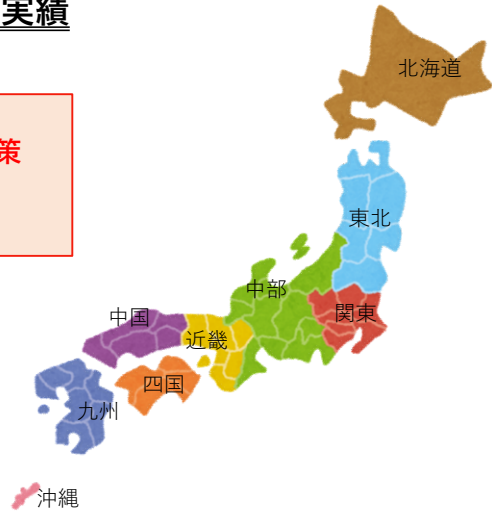 実績
策
北海道
東北
中部
関東
中国
近畿
四国
九州
沖縄